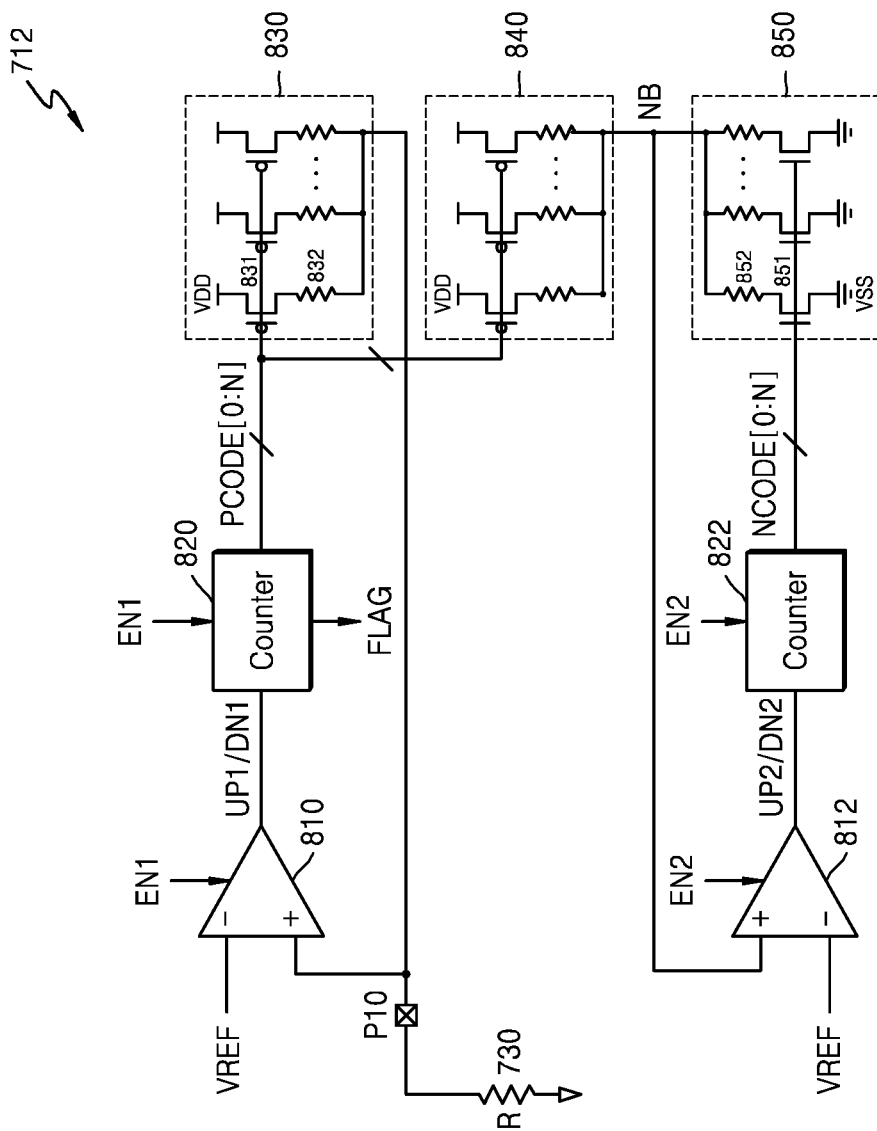 712
830
840
850
VDD
831
832
VDD
NB
852
851
VSS
PCODE[0:N]
NCODE[0:N]
EN1
820
Counter
FLAG
EN2
822
Counter
UP1/DN1
UP2/DN2
EN1
-
+
810
EN2
+
-
812
VREF
P10
VREF
R
730